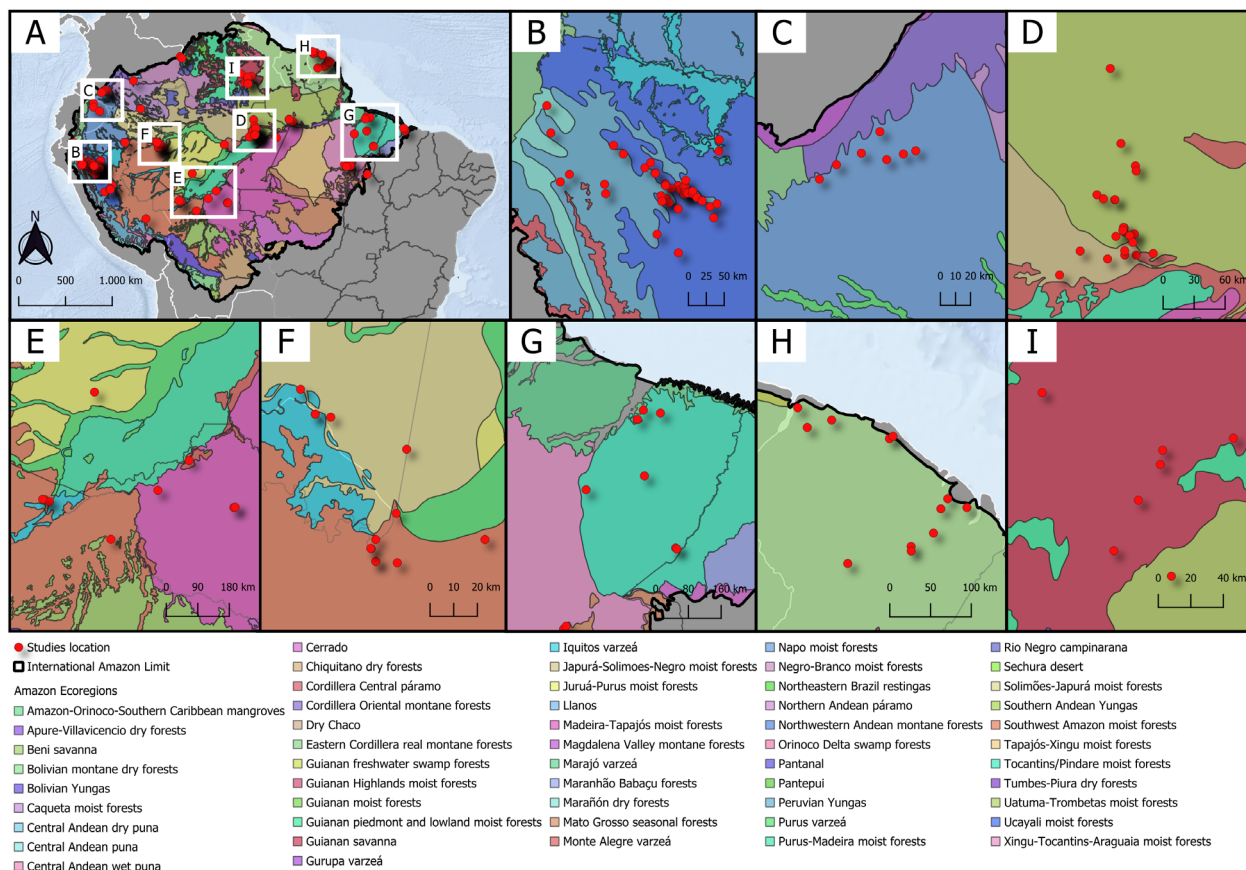 A
B
C
D
H
I
C
G
D
F
B
E
N
0 500 1.000 km
0 25 50 km
0 10 20 km
0 30 60 km
E
F
G
H
I
0 90 180 km
0 10 20 km
0 80 160 km
0 50 100 km
0 20 40 km
Studies location
International Amazon Limit
Amazon Ecoregions
Amazon-Orinoco-Southern Caribbean mangroves
Apure-Villavicencio dry forests
Beni savanna
Bolivian montane dry forests
Bolivian Yungas
Caqueta moist forests
Central Andean dry puna
Central Andean puna
Central Andean wet puna
Cerrado
Chiquitano dry forests
Cordillera Central páramo
Cordillera Oriental montane forests
Dry Chaco
Eastern Cordillera real montane forests
Guianan freshwater swamp forests
Guianan Highlands moist forests
Guianan moist forests
Guianan piedmont and lowland moist forests
Guianan savanna
Gurupa varzeá
Iquitos varzeá
Japurá-Solimoes-Negro moist forests
Juruá-Purus moist forests
Llanos
Madeira-Tapajós moist forests
Magdalena Valley montane forests
Marajó varzeá
Maranhão Babaçu forests
Marañón dry forests
Mato Grosso seasonal forests
Monte Alegre varzeá
Napo moist forests
Negro-Branco moist forests
Northeastern Brazil restingas
Northern Andean páramo
Northwestern Andean montane forests
Orinoco Delta swamp forests
Pantanal
Pantepui
Peruvian Yungas
Purus varzeá
Purus-Madeira moist forests
Rio Negro campinarana
Sechura desert
Solimões-Japurá moist forests
Southern Andean Yungas
Southwest Amazon moist forests
Tapajós-Xingu moist forests
Tocantins/Pindare moist forests
Tumbes-Piura dry forests
Uatuma-Trombetas moist forests
Ucayali moist forests
Xingu-Tocantins-Araguaia moist forests